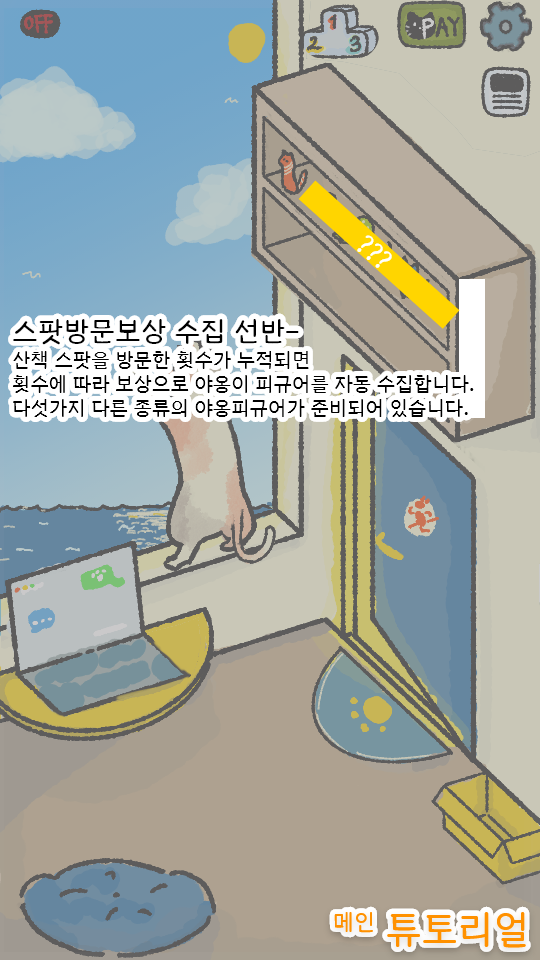 OFF
1
2 3
PAY
???
스팟방문보상 수집 선반-
산책 스팟을 방문한 횟수가 누적되면
횟수에 따라 보상으로 야옹이 피규어를 자동 수집합니다.
다섯가지 다른 종류의 야옹피규어가 준비되어 있습니다.
메인 튜토리얼